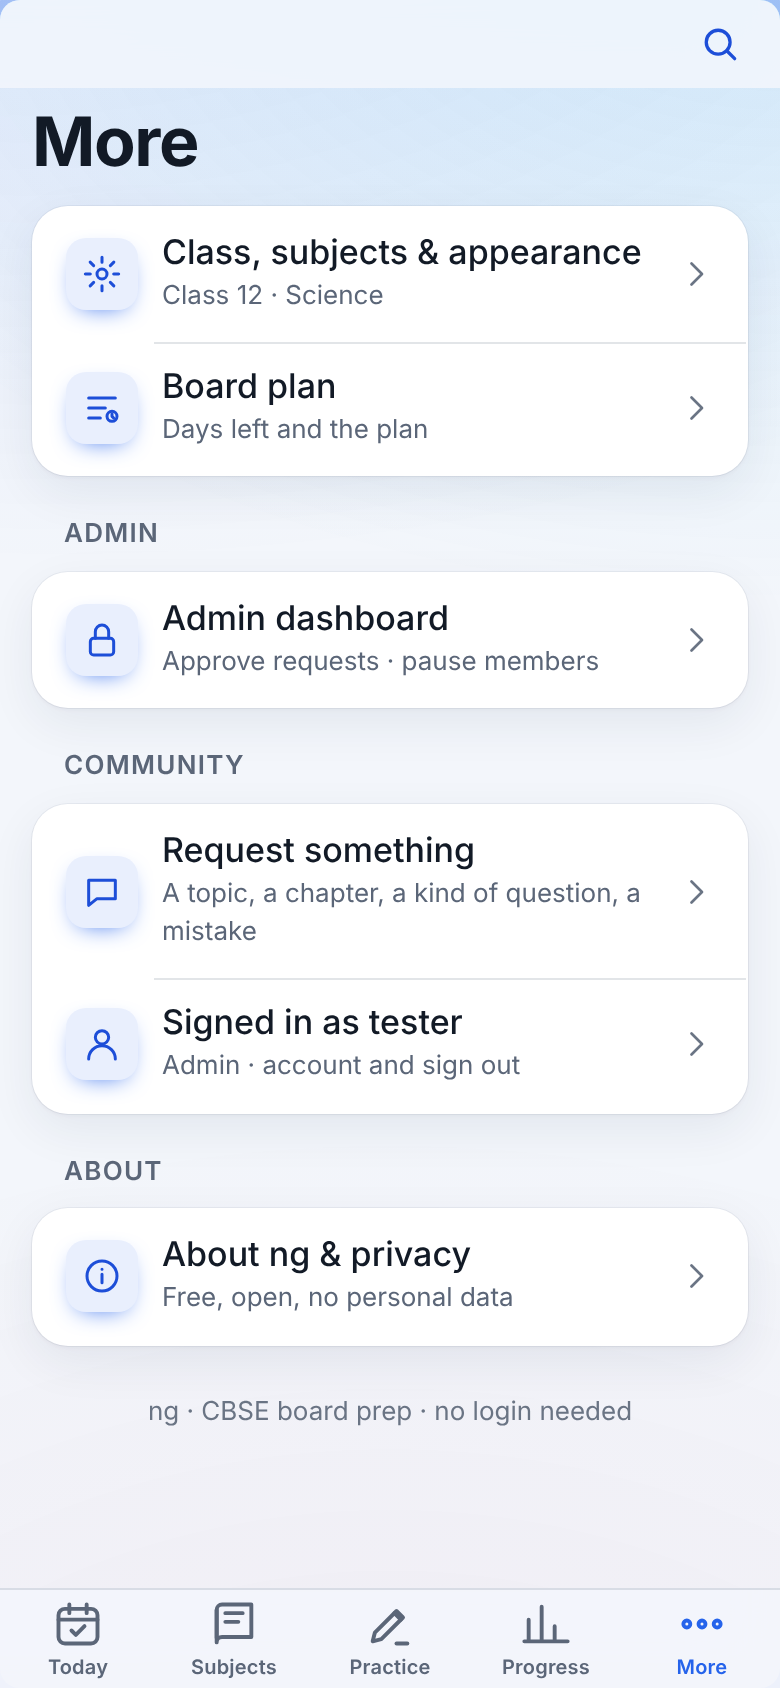 More
Class, subjects & appearance
Class 12 · Science
Board plan
Days left and the plan
ADMIN
Admin dashboard
Approve requests · pause members
COMMUNITY
Request something
A topic, a chapter, a kind of question, a
mistake
Signed in as tester
Admin · account and sign out
ABOUT
About ng & privacy
Free, open, no personal data
ng · CBSE board prep · no login needed
Today Subjects Practice Progress More